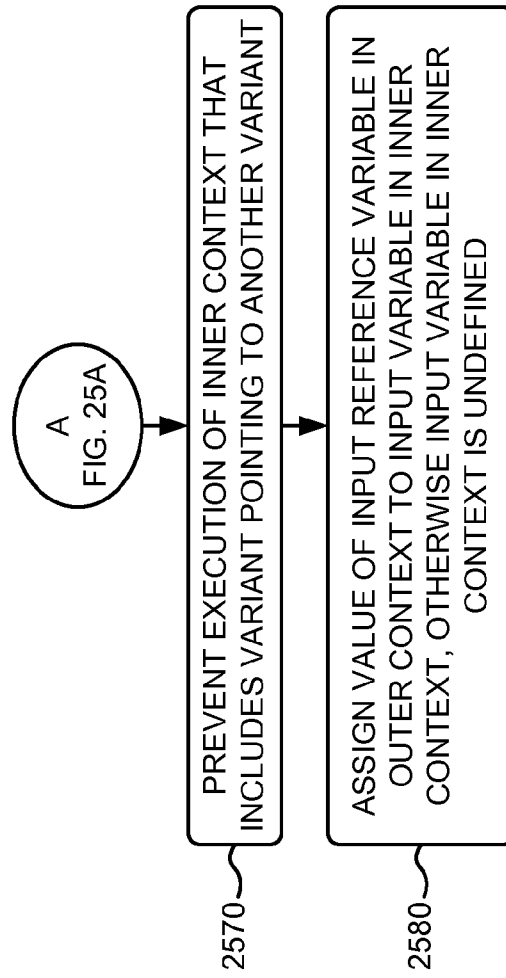 A
FIG. 25A
2570
PREVENT EXECUTION OF INNER CONTEXT THAT
INCLUDES VARIANT POINTING TO ANOTHER VARIANT
2580
ASSIGN VALUE OF INPUT REFERENCE VARIABLE IN
OUTER CONTEXT TO INPUT VARIABLE IN INNER
CONTEXT, OTHERWISE INPUT VARIABLE IN INNER
CONTEXT IS UNDEFINED